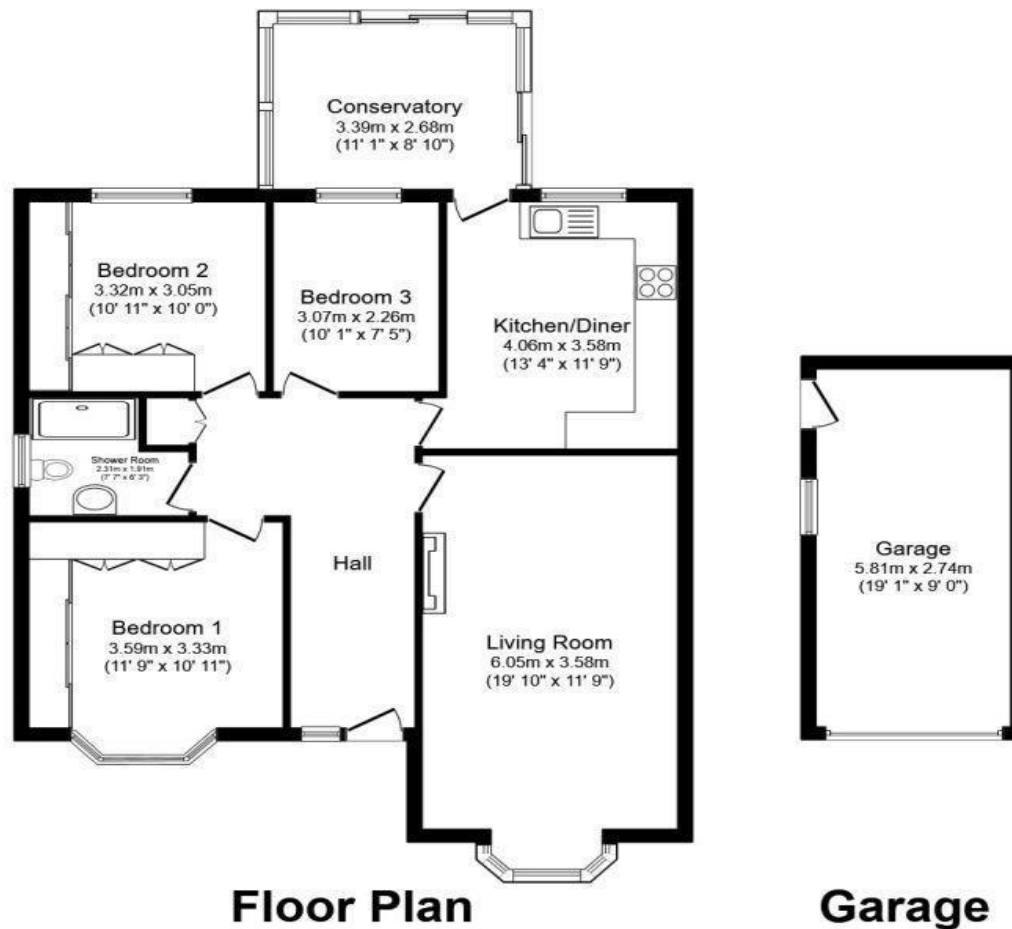 Conservatory
3.39m x 2.68m
(11' 1" x 8' 10")
Bedroom 2
3.32m x 3.05m
(10' 11" x 10' 0")
Bedroom 3
3.07m x 2.26m
(10' 1" x 7' 5")
Kitchen/Diner
4.06m x 3.58m
(13' 4" x 11' 9")
Shower Room
2.31m x 1.91m
(7' 7" x 6' 3")
Hall
Garage
5.81m x 2.74m
(19' 1" x 9' 0")
Bedroom 1
3.59m x 3.33m
(11' 9" x 10' 11")
Living Room
6.05m x 3.58m
(19' 10" x 11' 9")
Floor Plan
Garage